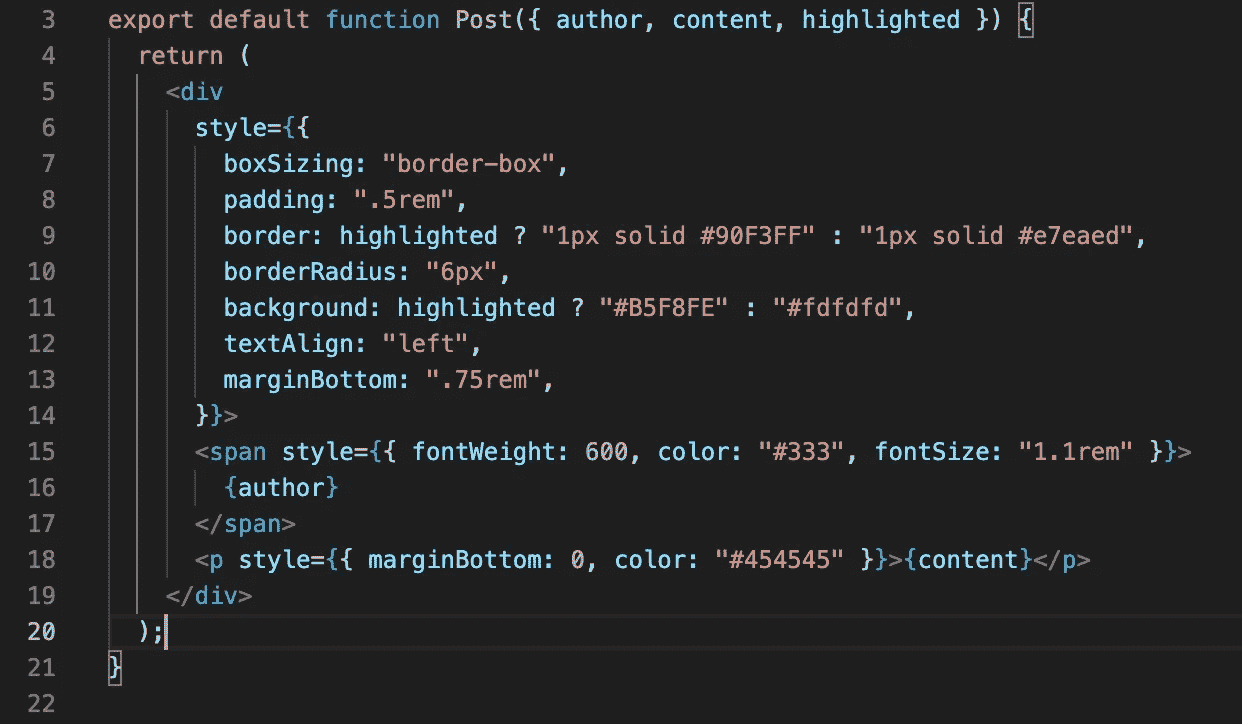 3 export default function Post({ author, content, highlighted }) {
4 return (
5 <div
6 style={{
7 boxSizing: "border-box",
8 padding: ".5rem",
9 border: highlighted ? "1px solid #90F3FF" : "1px solid #e7eaed",
10 borderRadius: "6px",
11 background: highlighted ? "#B5F8FE" : "#fdfdfd",
12 textAlign: "left",
13 marginBottom: ".75rem",
14 }}>
15 <span style={{ fontWeight: 600, color: "#333", fontSize: "1.1rem" }}>
16 {author}
17 </span>
18 <p style={{ marginBottom: 0, color: "#454545" }}>{content}</p>
19 </div>
20 );
21 }
22